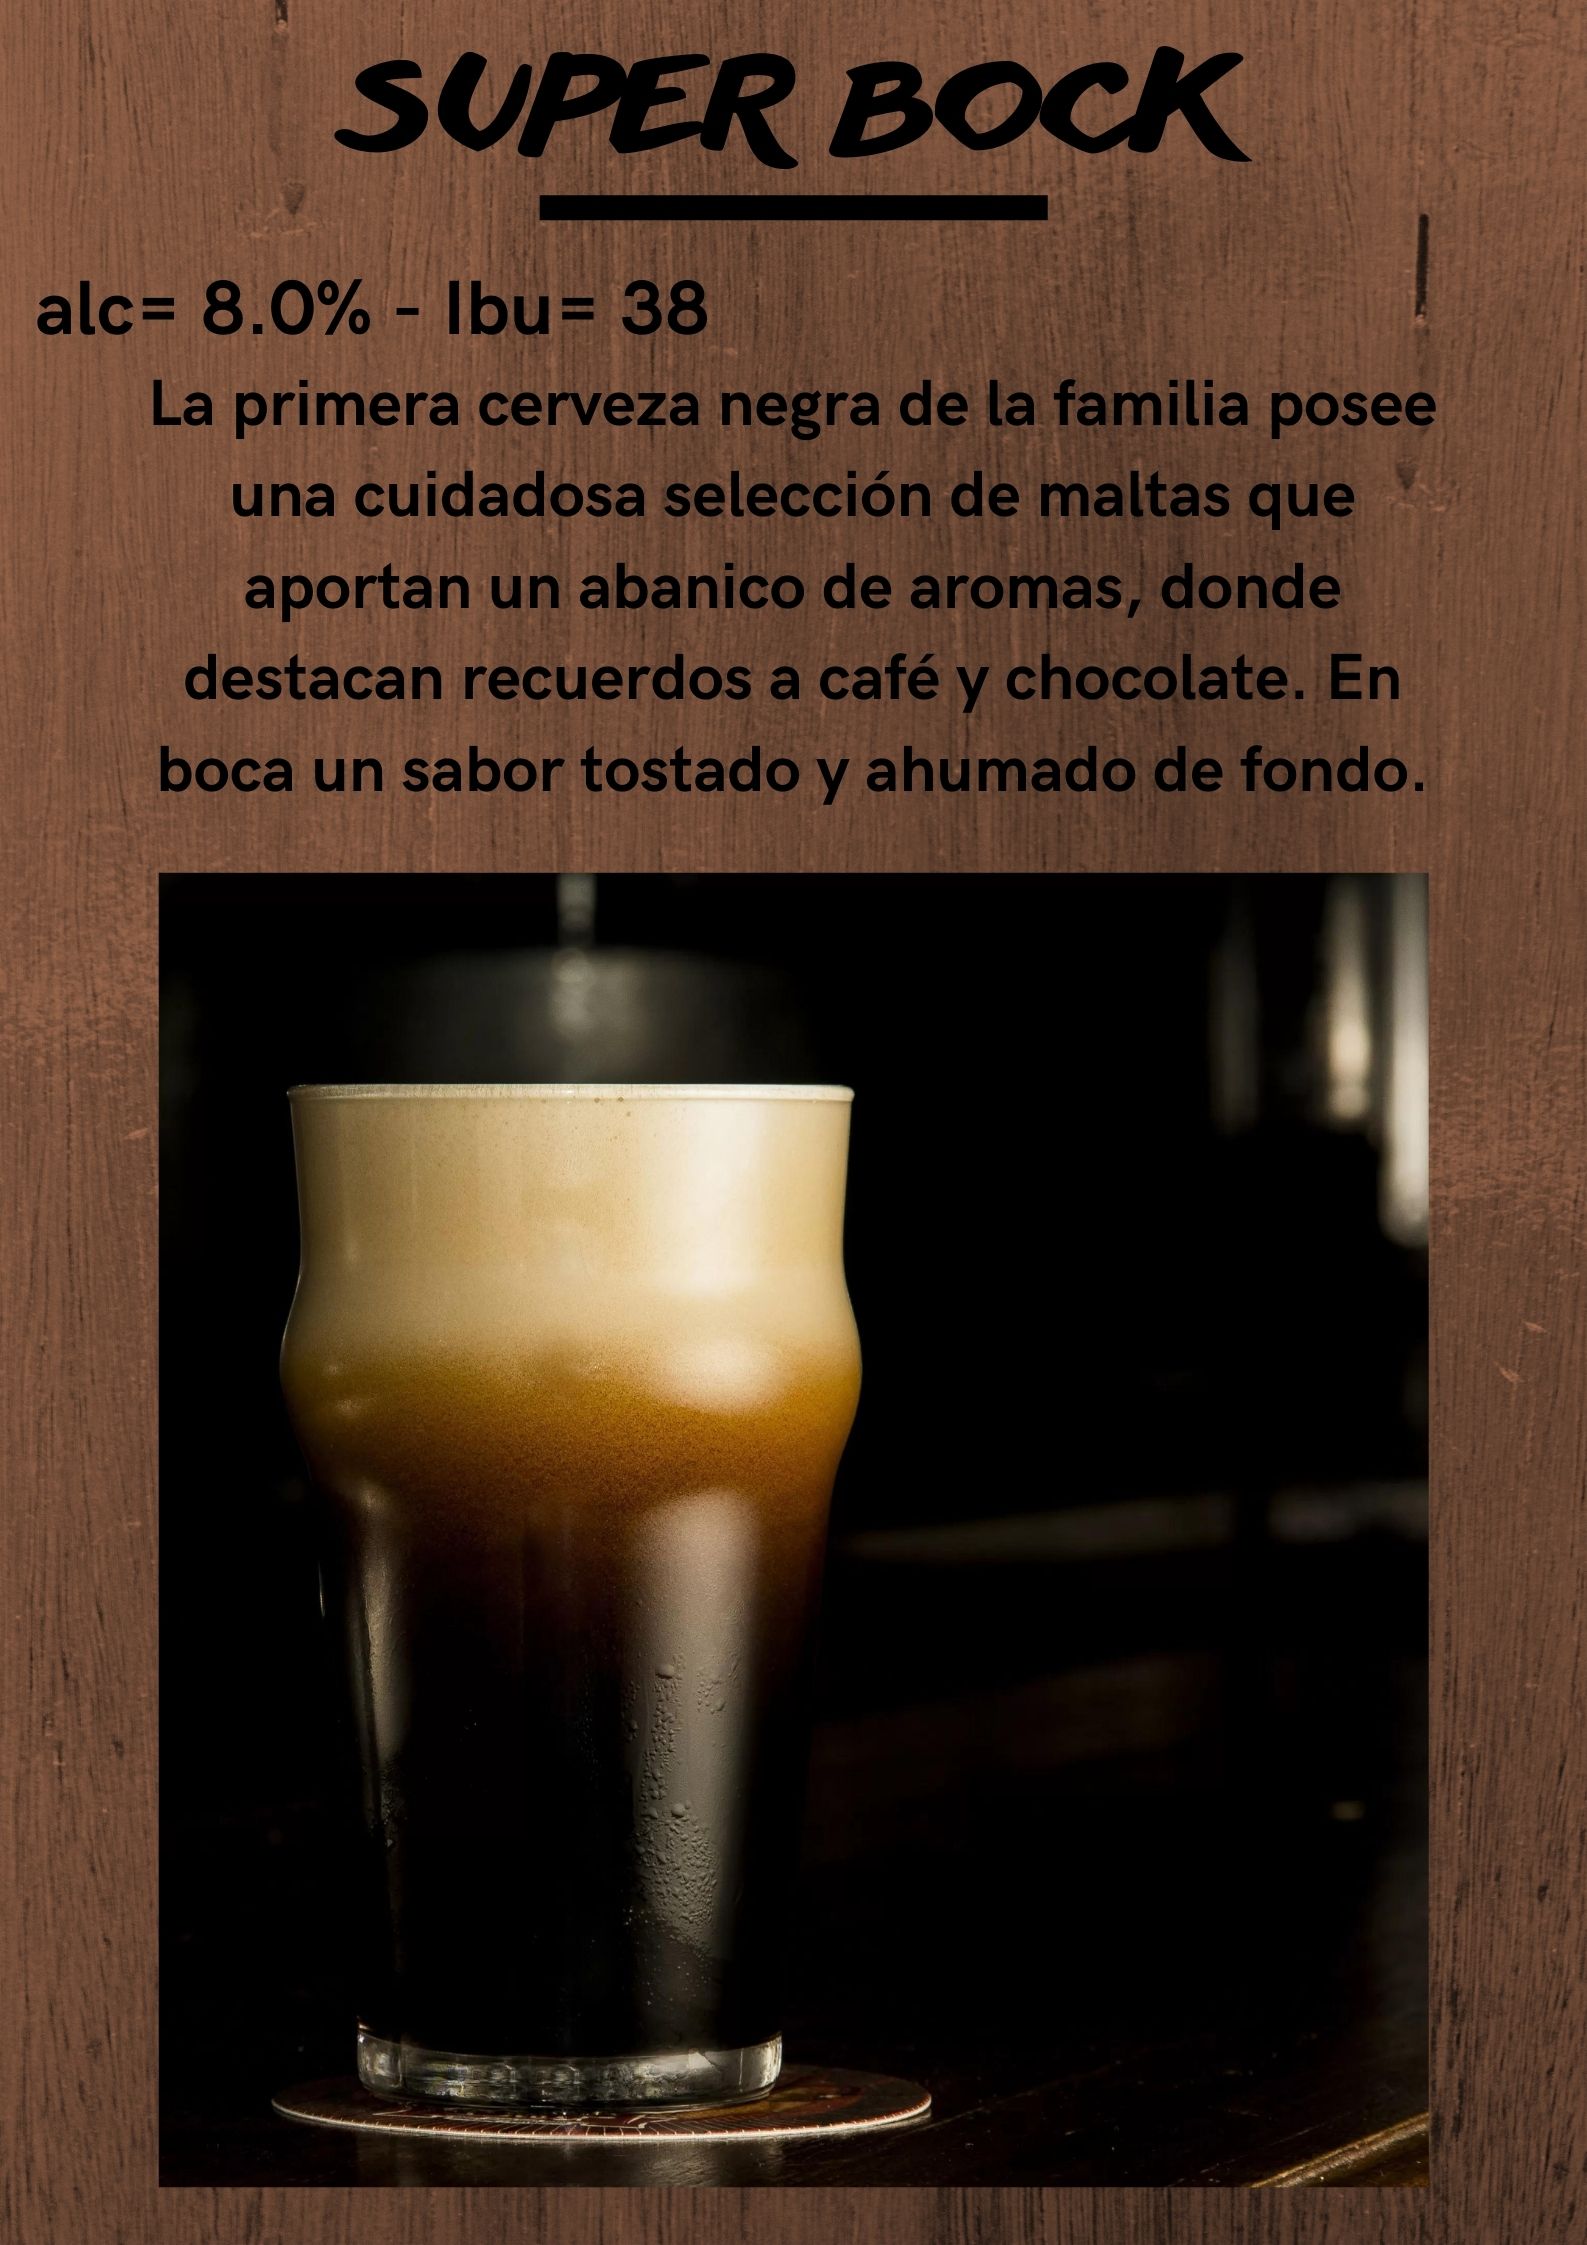 SUPER BOCK
alc= 8.0% - Ibu= 38
La primera cerveza negra de la familia posee
una cuidadosa selección de maltas que
aportan un abanico de aromas, donde
destacan recuerdos a café y chocolate. En
boca un sabor tostado y ahumado de fondo.